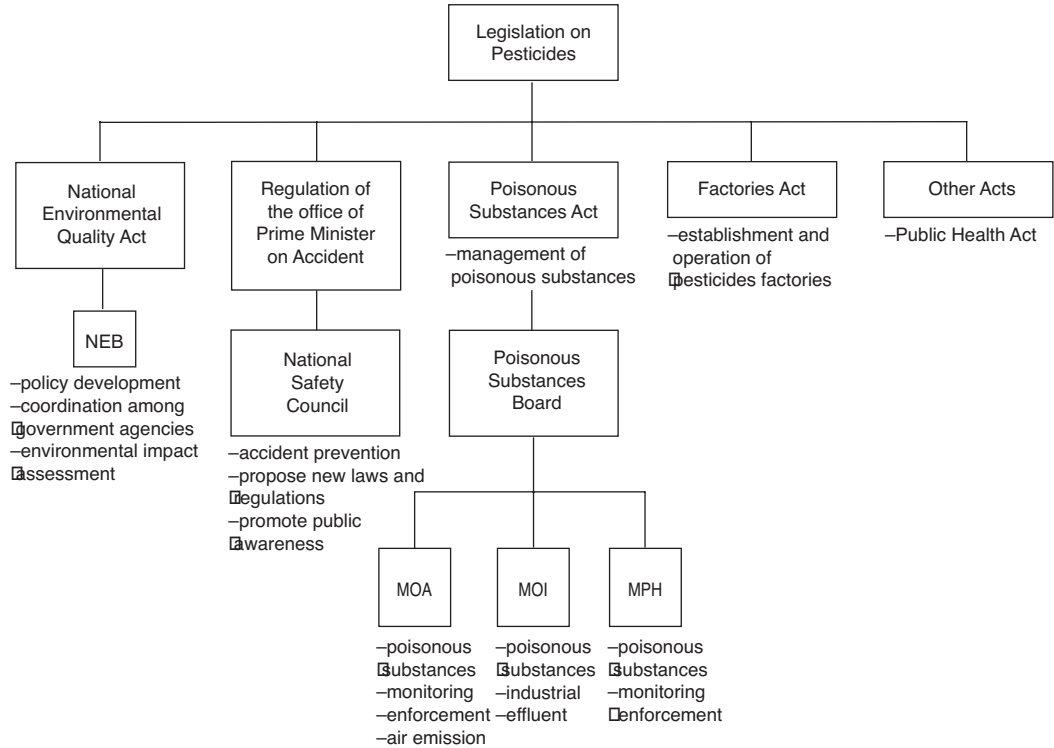 Legislation on
Pesticides
National
Environmental
Quality Act
Regulation of
the office of
Prime Minister
on Accident
Poisonous
Substances Act
–management of
poisonous substances
Factories Act
–establishment and
operation of
pesticides factories
Other Acts
–Public Health Act
NEB
–policy development
–coordination among
government agencies
–environmental impact
assessment
National
Safety
Council
–accident prevention
–propose new laws and
regulations
–promote public
awareness
Poisonous
Substances
Board
MOA
–poisonous
substances
–monitoring
–enforcement
–air emission
MOI
–poisonous
substances
–industrial
–effluent
MPH
–poisonous
substances
–monitoring
enforcement